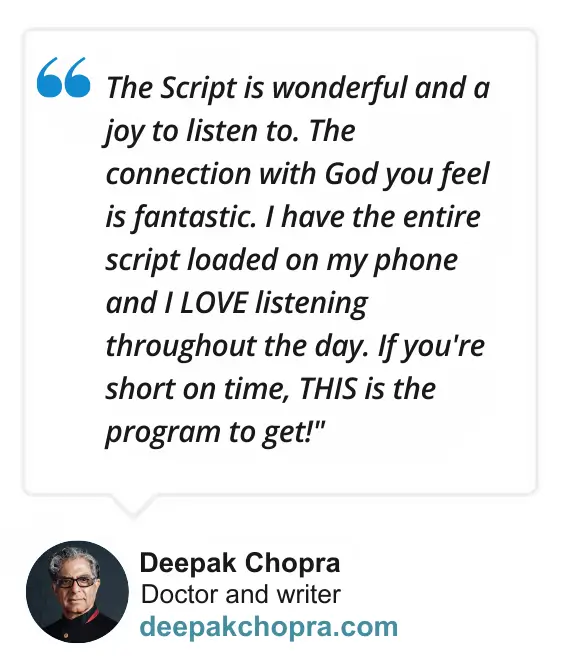 “The Script is wonderful and a
joy to listen to. The
connection with God you feel
is fantastic. I have the entire
script loaded on my phone
and I LOVE listening
throughout the day. If you're
short on time, THIS is the
program to get!"
Deepak Chopra
Doctor and writer
deepakchopra.com